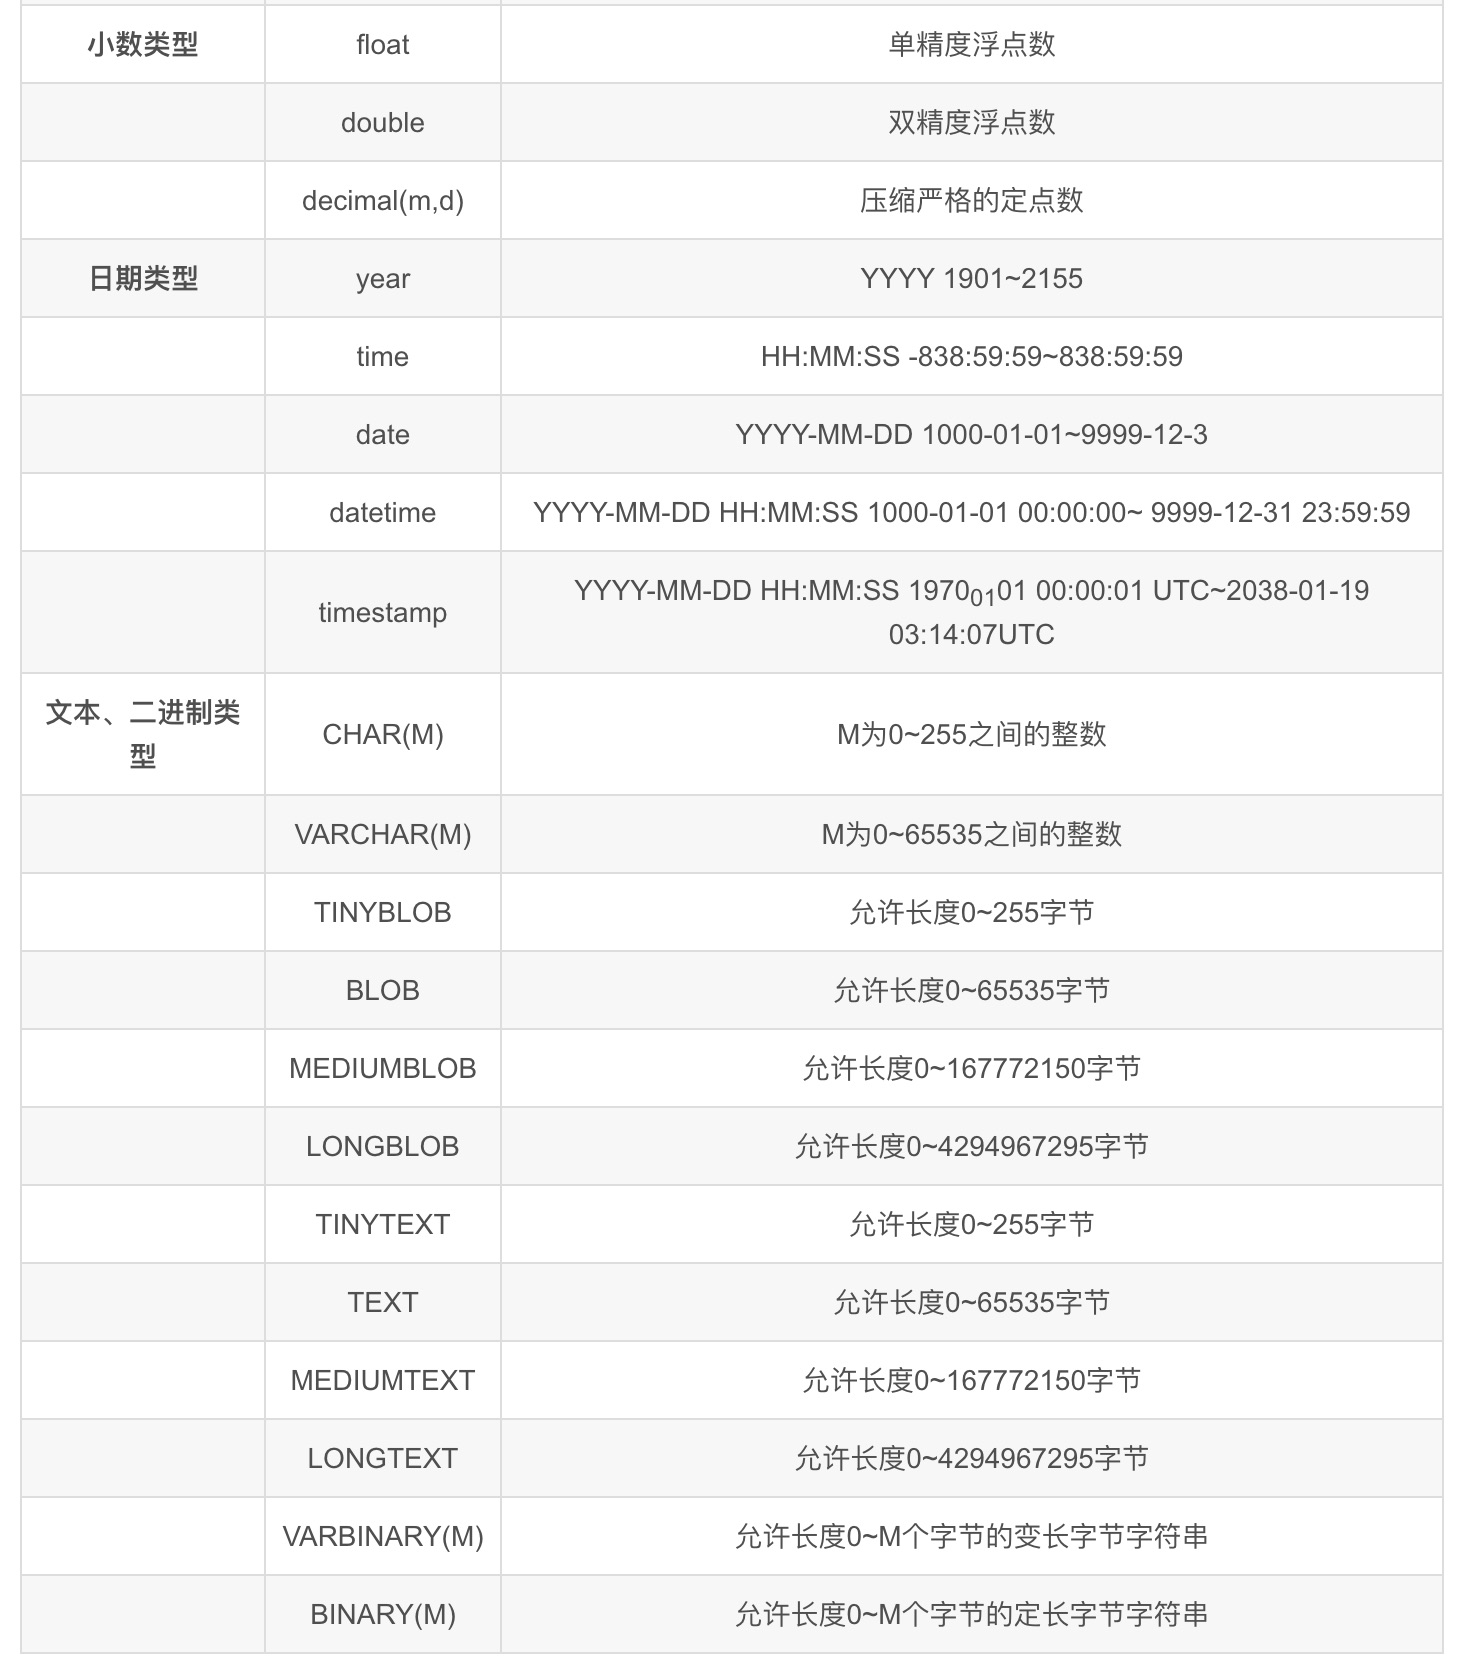 小数类型 float 单精度浮点数
double 双精度浮点数
decimal(m,d) 压缩严格的定点数
日期类型 year YYYY 1901~2155
time HH:MM:SS -838:59:59~838:59:59
date YYYY-MM-DD 1000-01-01~9999-12-3
datetime YYYY-MM-DD HH:MM:SS 1000-01-01 00:00:00~ 9999-12-31 23:59:59
timestamp YYYY-MM-DD HH:MM:SS 19700101 00:00:01 UTC~2038-01-19
03:14:07UTC
文本、二进制类
型 CHAR(M) M为0~255之间的整数
VARCHAR(M) M为0~65535之间的整数
TINYBLOB 允许长度0~255字节
BLOB 允许长度0~65535字节
MEDIUMBLOB 允许长度0~167772150字节
LONGBLOB 允许长度0~4294967295字节
TINYTEXT 允许长度0~255字节
TEXT 允许长度0~65535字节
MEDIUMTEXT 允许长度0~167772150字节
LONGTEXT 允许长度0~4294967295字节
VARBINARY(M) 允许长度0~M个字节的变长字节字符串
BINARY(M) 允许长度0~M个字节的定长字节字符串